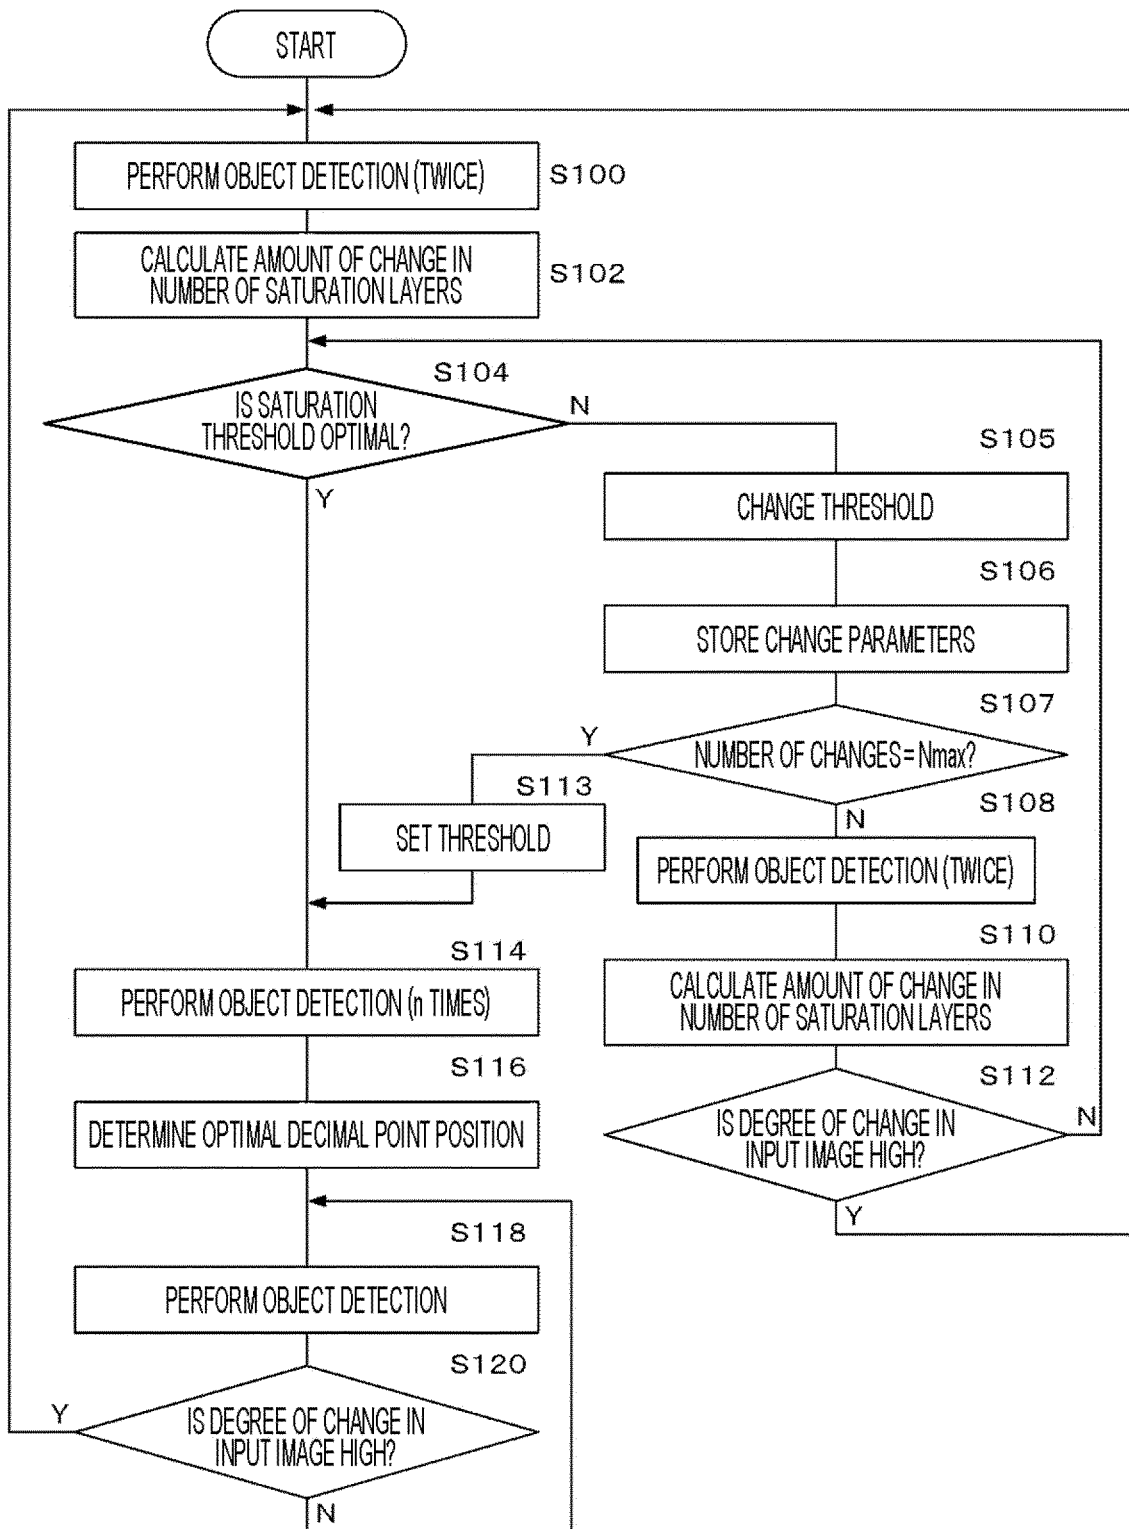 START
PERFORM OBJECT DETECTION (TWICE)
S100
CALCULATE AMOUNT OF CHANGE IN
NUMBER OF SATURATION LAYERS
S102
S104
IS SATURATION
THRESHOLD OPTIMAL?
N
Y
S105
CHANGE THRESHOLD
S106
STORE CHANGE PARAMETERS
S107
NUMBER OF CHANGES = Nmax?
Y
N
S113
SET THRESHOLD
S108
PERFORM OBJECT DETECTION (TWICE)
S110
CALCULATE AMOUNT OF CHANGE IN
NUMBER OF SATURATION LAYERS
S112
IS DEGREE OF CHANGE IN
INPUT IMAGE HIGH?
N
Y
S114
PERFORM OBJECT DETECTION (n TIMES)
S116
DETERMINE OPTIMAL DECIMAL POINT POSITION
S118
PERFORM OBJECT DETECTION
S120
IS DEGREE OF CHANGE IN
INPUT IMAGE HIGH?
Y
N